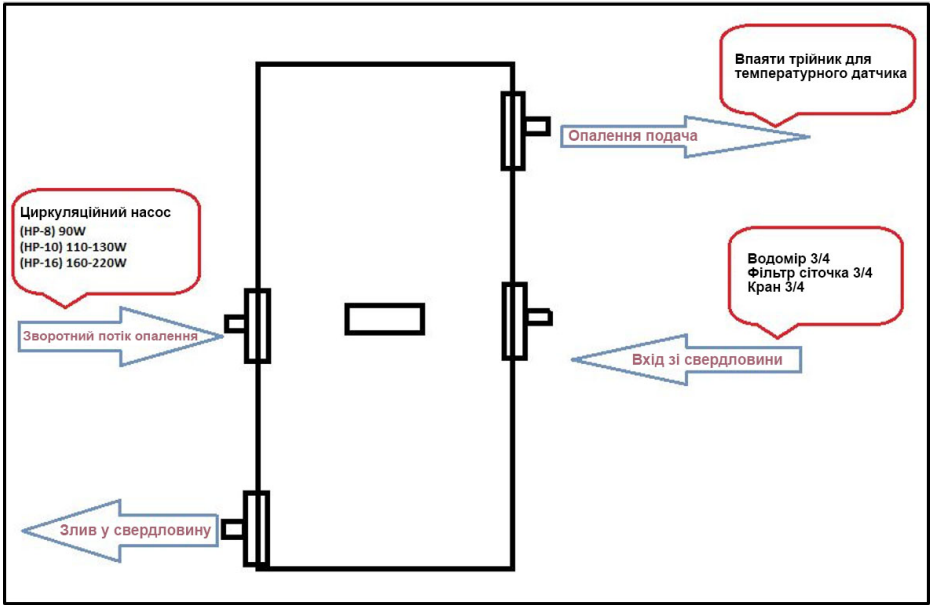 Впаяти трійник для
температурного датчика
Опалення подача
Циркуляційний насос
(HP-8) 90W
(HP-10) 110-130W
(HP-16) 160-220W
Водомір 3/4
Фільтр сіточка 3/4
Кран 3/4
Зворотний потік опалення
Вхід зі свердловини
Злив у свердловину